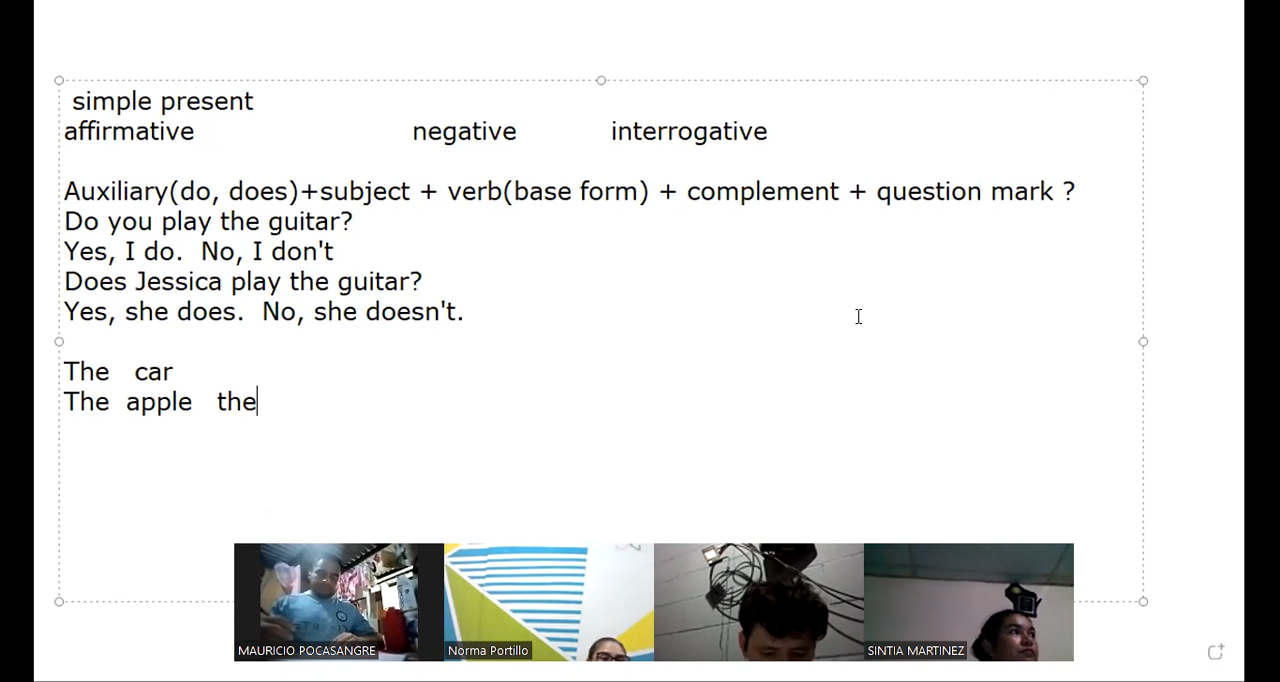 simple present
affirmative negative interrogative
Auxiliary(do, does)+subject + verb(base form) + complement + question mark ?
Do you play the guitar?
Yes, I do. No, I don't
Does Jessica play the guitar?
Yes, she does. No, she doesn't.
The car
The apple the
MAURICIO POCASANGRE Norma Portillo SINTIA MARTINEZ